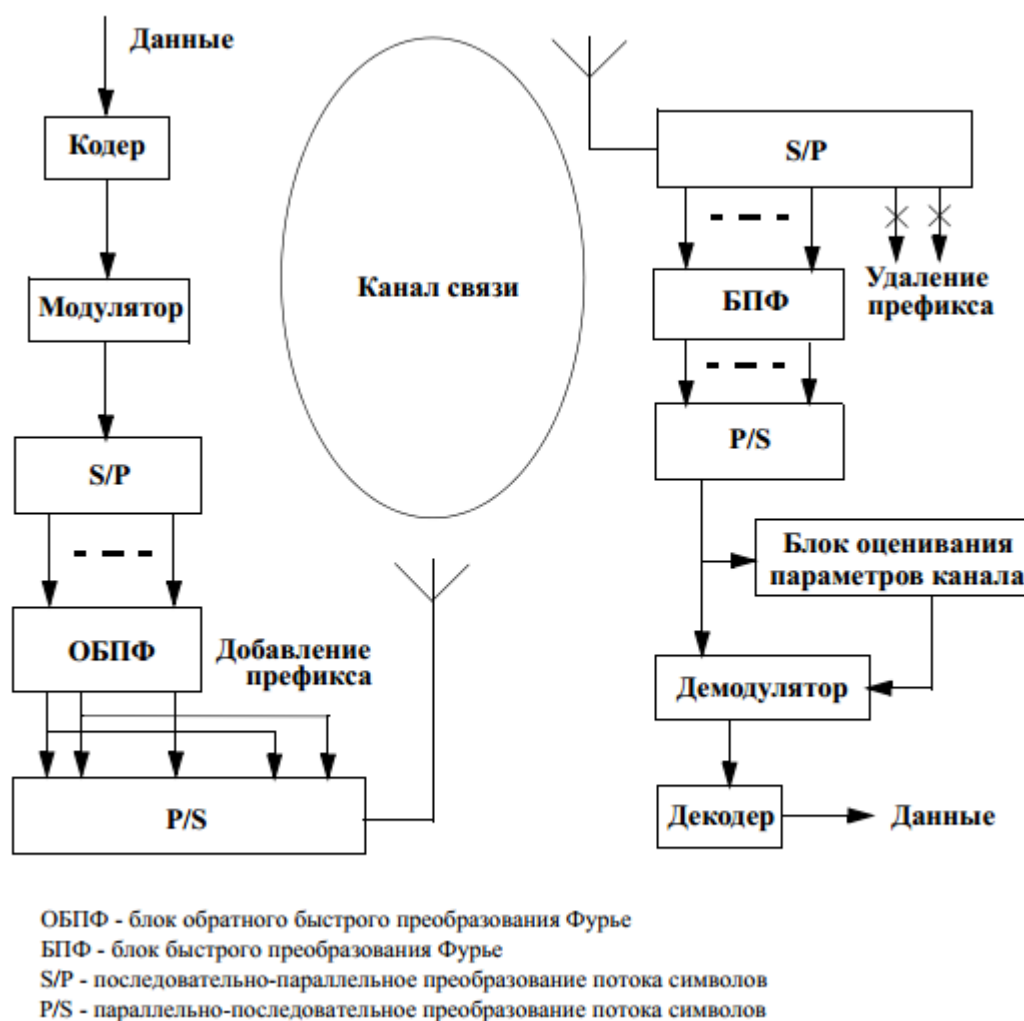 Данные
Кодер
Модулятор
S/P
ОБПФ
Добавление
префикса
P/S
Канал связи
S/P
Удаление
префикса
БПФ
P/S
Блок оценивания
параметров канала
Демодулятор
Декодер
Данные
ОБПФ - блок обратного быстрого преобразования Фурье
БПФ - блок быстрого преобразования Фурье
S/P - последовательно-параллельное преобразование потока символов
P/S - параллельно-последовательное преобразование потока символов